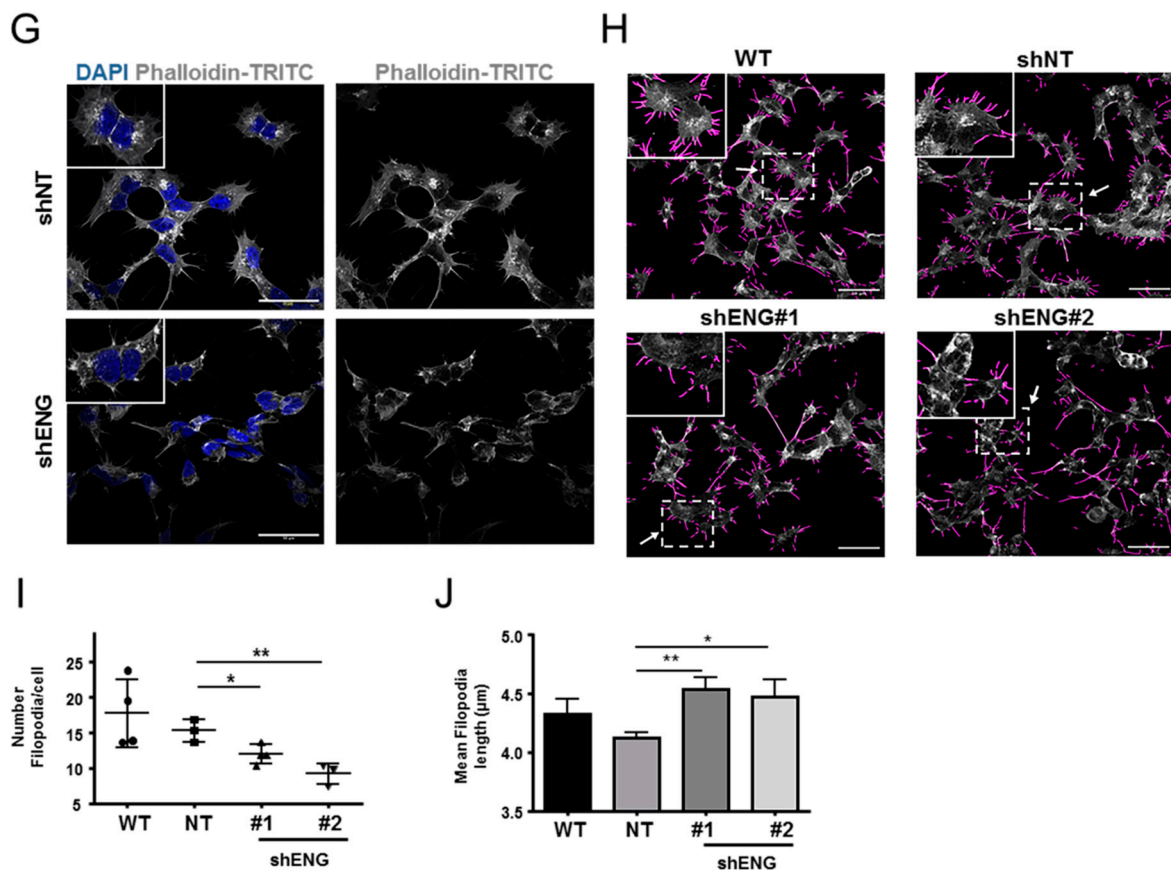 G
DAPI Phalloidin-TRITC
Phalloidin-TRITC
shNT
shENG
H
WT
shNT
shENG#1
shENG#2
I
Number
Filopodia/cell
25
20
15
10
5
**
*
WT
NT
#1
#2
shENG
J
Mean Filopodia
length (µm)
5.0
4.5
4.0
3.5
*
**
WT
NT
#1
#2
shENG